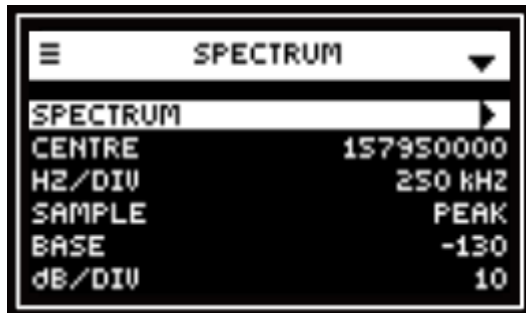 ≡ SPECTRUM ▼
SPECTRUM ▶
CENTRE 157950000
HZ/DIV 250 kHZ
SAMPLE PEAK
BASE -130
dB/DIV 10